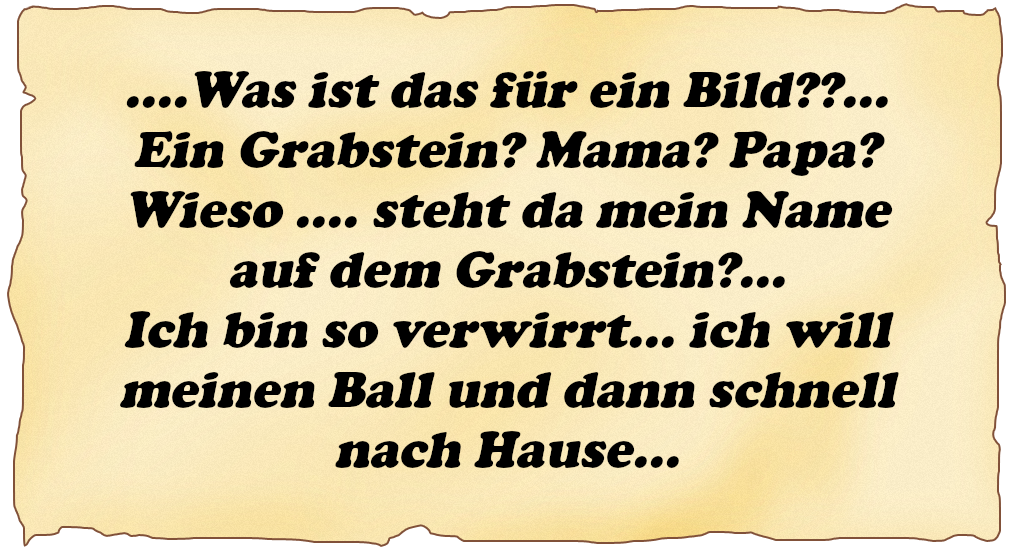 ....Was ist das für ein Bild??...
Ein Grabstein? Mama? Papa?
Wieso .... steht da mein Name
auf dem Grabstein?...
Ich bin so verwirrt... ich will
meinen Ball und dann schnell
nach Hause...